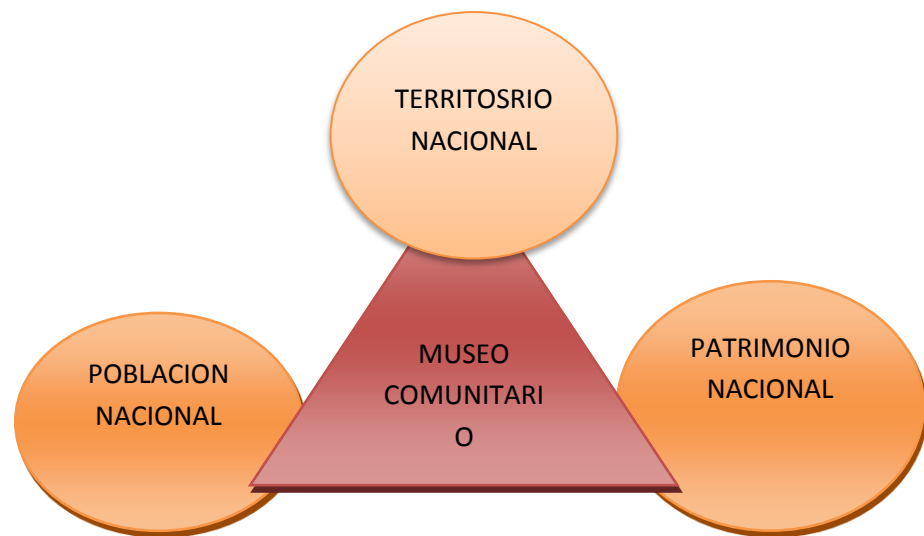 TERRITOSRIO
NACIONAL
POBLACION
NACIONAL
MUSEO
COMUNITARI
O
PATRIMONIO
NACIONAL